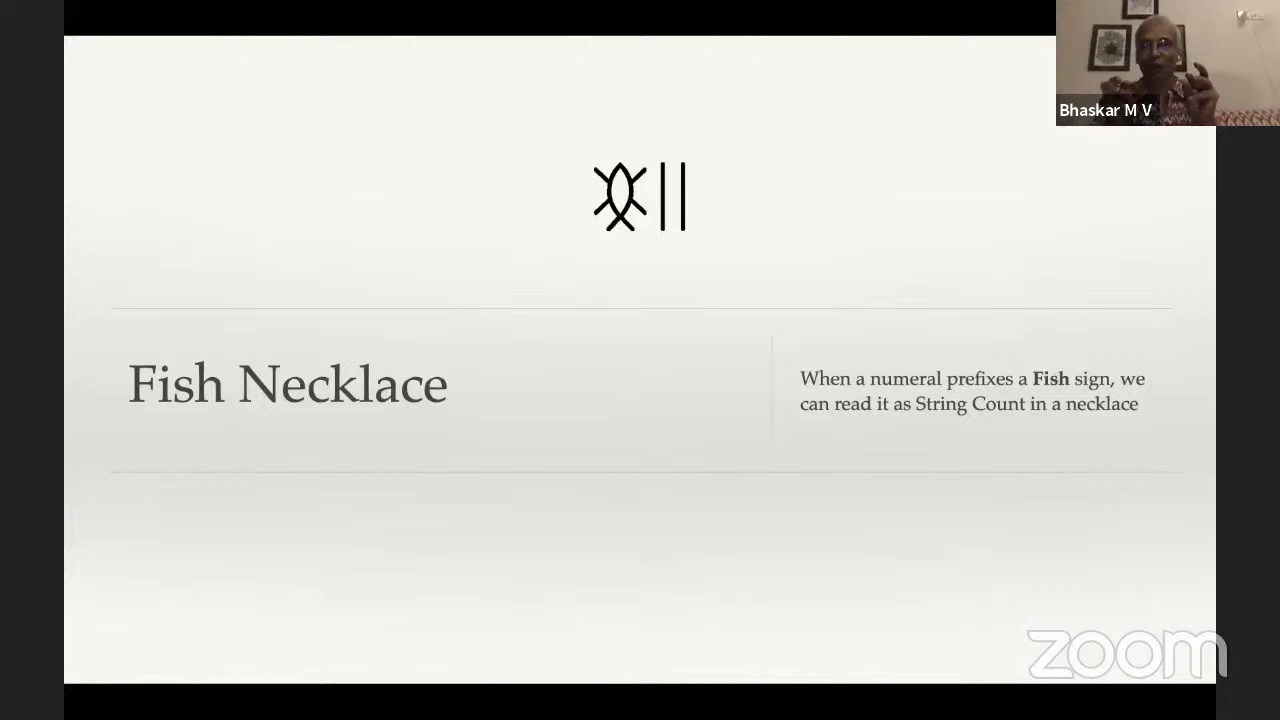 Bhaskar M V
Fish Necklace
When a numeral prefixes a Fish sign, we
can read it as String Count in a necklace
zoom